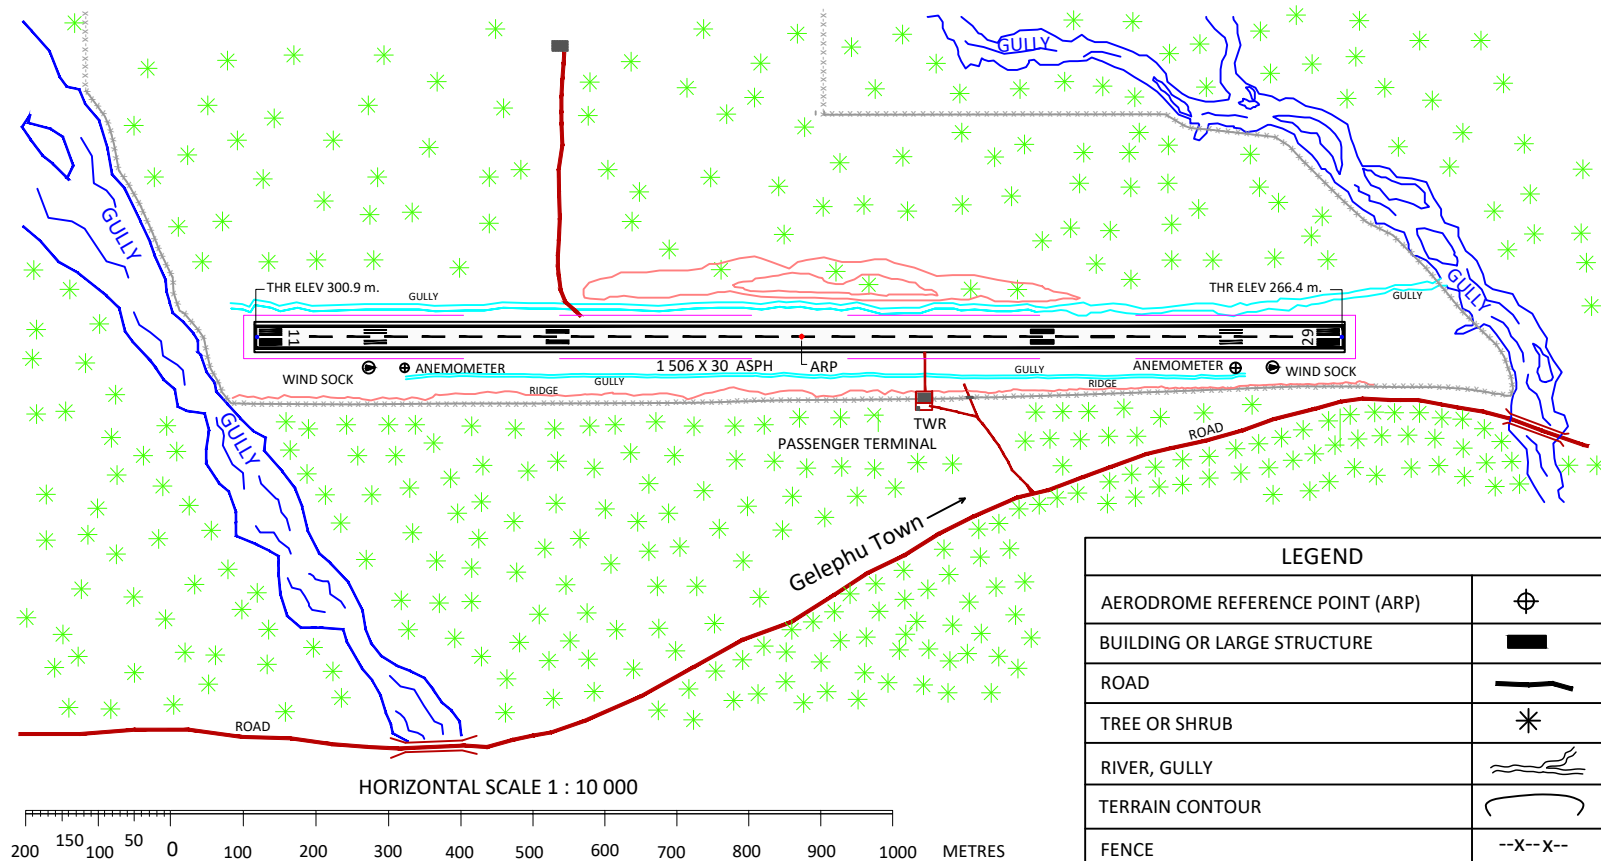 GULLY
GULLY
GULLY
THR ELEV 300.9 m.
GULLY
THR ELEV 266.4 m.
GULLY
11
29
WIND SOCK
ANEMOMETER
1 506 X 30 ASPH
ARP
ANEMOMETER
WIND SOCK
RIDGE
GULLY
GULLY
RIDGE
GULLY
TWR
PASSENGER TERMINAL
ROAD
Gelephu Town
ROAD
HORIZONTAL SCALE 1 : 10 000
200 150 100 50 0 100 200 300 400 500 600 700 800 900 1000 METRES
LEGEND
AERODROME REFERENCE POINT (ARP)
BUILDING OR LARGE STRUCTURE
ROAD
TREE OR SHRUB
RIVER, GULLY
TERRAIN CONTOUR
FENCE
--X--X--